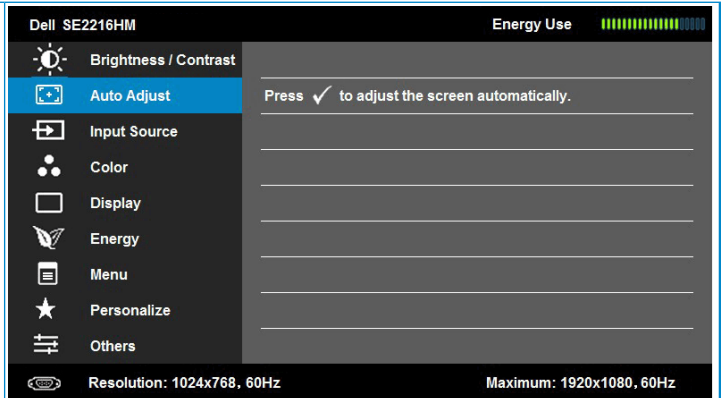 Dell SE2216HM Energy Use
Brightness / Contrast
Auto Adjust Press ✓ to adjust the screen automatically.
Input Source
Color
Display
Energy
Menu
Personalize
Others
Resolution: 1024x768, 60Hz Maximum: 1920x1080, 60Hz